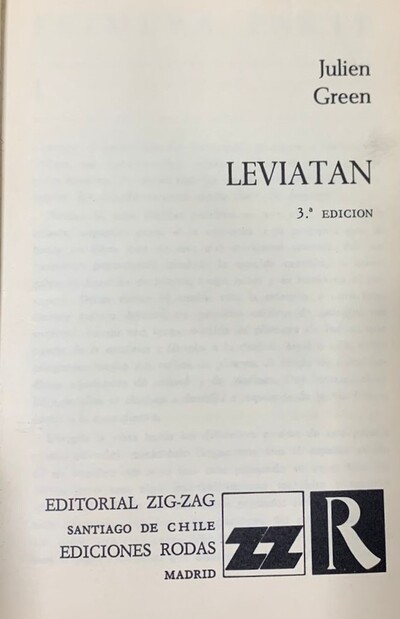 Julien
Green
LEVIATAN
3.ª EDICION
EDITORIAL ZIG-ZAG
SANTIAGO DE CHILE
EDICIONES RODAS
MADRID
ZZ
R